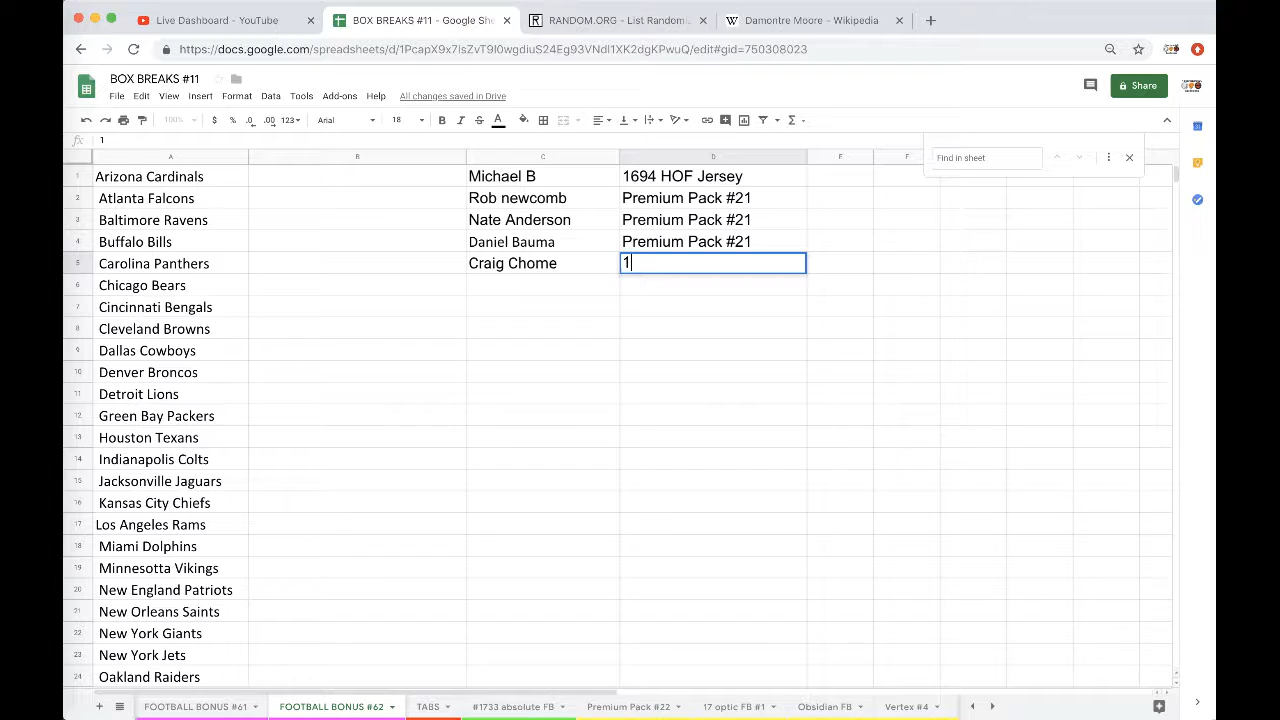 Live Dashboard - YouTube
BOX BREAKS #11 - Google She
RANDOM.ORG - List Randomi
Damontre Moore - Wikipedia
https://docs.google.com/spreadsheets/d/1PcapX9x7IsZvT9I0wgdiuS24Eg93VNdl1XK2dgKPwuQ/edit#gid=750308023
BOX BREAKS #11
File Edit View Insert Format Data Tools Add-ons Help All changes saved in Drive
Share
100% $ % .0 .00 123 Arial 18 B I S A
fx 1
Find in sheet
A B C D E F
1 Arizona Cardinals Michael B 1694 HOF Jersey
2 Atlanta Falcons Rob newcomb Premium Pack #21
3 Baltimore Ravens Nate Anderson Premium Pack #21
4 Buffalo Bills Daniel Bauma Premium Pack #21
5 Carolina Panthers Craig Chome 1
6 Chicago Bears
7 Cincinnati Bengals
8 Cleveland Browns
9 Dallas Cowboys
10 Denver Broncos
11 Detroit Lions
12 Green Bay Packers
13 Houston Texans
14 Indianapolis Colts
15 Jacksonville Jaguars
16 Kansas City Chiefs
17 Los Angeles Rams
18 Miami Dolphins
19 Minnesotta Vikings
20 New England Patriots
21 New Orleans Saints
22 New York Giants
23 New York Jets
24 Oakland Raiders
FOOTBALL BONUS #61 FOOTBALL BONUS #62 TABS #1733 absolute FB Premium Pack #22 17 optic FB #1 Obsidian FB Vertex #4